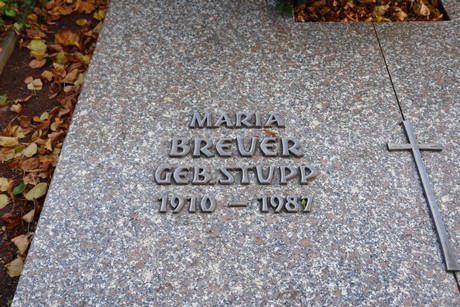 MARIA
BREUER
GEB. STUPP
1910 – 1987